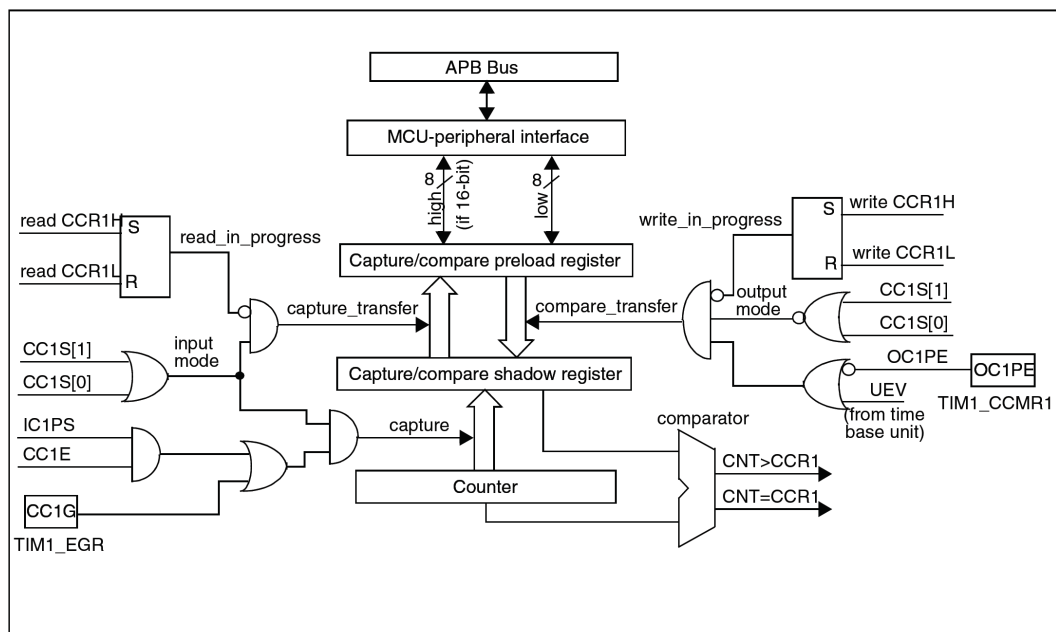 APB Bus
MCU-peripheral interface
8
high
(if 16-bit)
8
low
read CCR1H
S
read_in_progress
read CCR1L
R
write_in_progress
S
write CCR1H
R
write CCR1L
Capture/compare preload register
capture_transfer
compare_transfer
output
mode
CC1S[1]
CC1S[0]
CC1S[1]
input
mode
CC1S[0]
Capture/compare shadow register
OC1PE
OC1PE
UEV
TIM1_CCMR1
(from time
base unit)
IC1PS
CC1E
capture
comparator
CNT>CCR1
Counter
CNT=CCR1
CC1G
TIM1_EGR